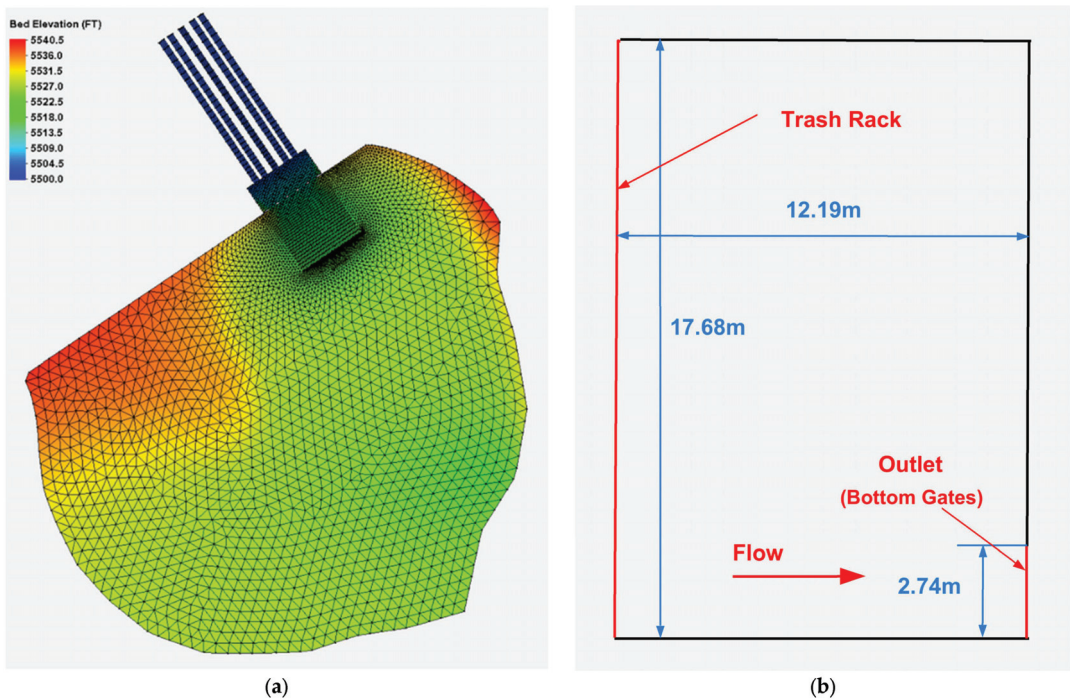 Bed Elevation (FT)
5540.5
5536.0
5531.5
5527.0
5522.5
5518.0
5513.5
5509.0
5504.5
5500.0
(a)
Trash Rack
12.19m
17.68m
Outlet
(Bottom Gates)
Flow
2.74m
(b)